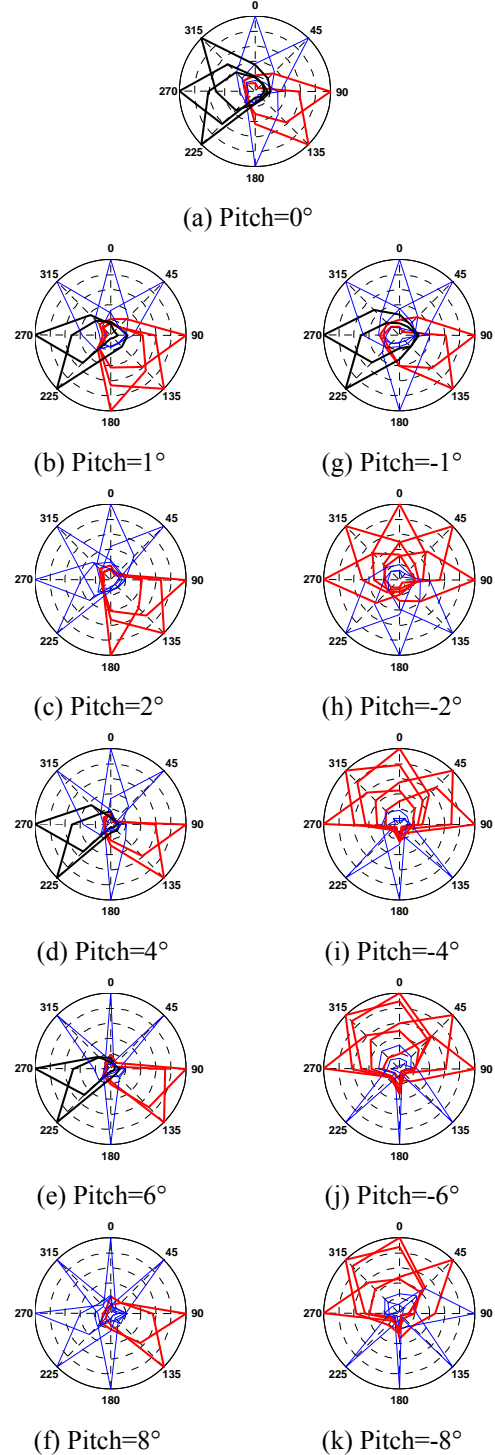 0
315 45
270 90
225 135
180
(a) Pitch=0°
0 0
315 45 315 45
270 90 270 90
225 135 225 135
180 180
(b) Pitch=1° (g) Pitch=-1°
0 0
315 45 315 45
270 90 270 90
225 135 225 135
180 180
(c) Pitch=2° (h) Pitch=-2°
0 0
315 45 315 45
270 90 270 90
225 135 225 135
180 180
(d) Pitch=4° (i) Pitch=-4°
0 0
315 45 315 45
270 90 270 90
225 135 225 135
180 180
(e) Pitch=6° (j) Pitch=-6°
0 0
315 45 315 45
270 90 270 90
225 135 225 135
180 180
(f) Pitch=8° (k) Pitch=-8°